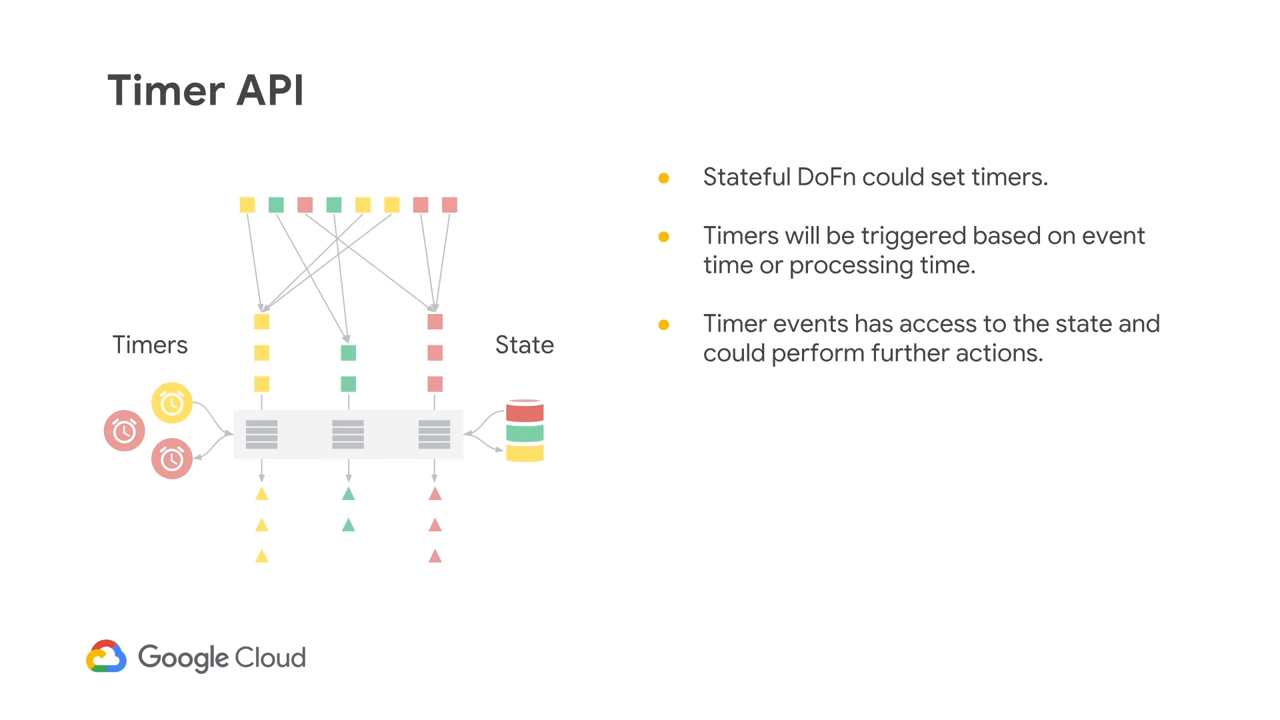 Timer API
Timers
State
Stateful DoFn could set timers.
Timers will be triggered based on event
time or processing time.
Timer events has access to the state and
could perform further actions.
Google Cloud